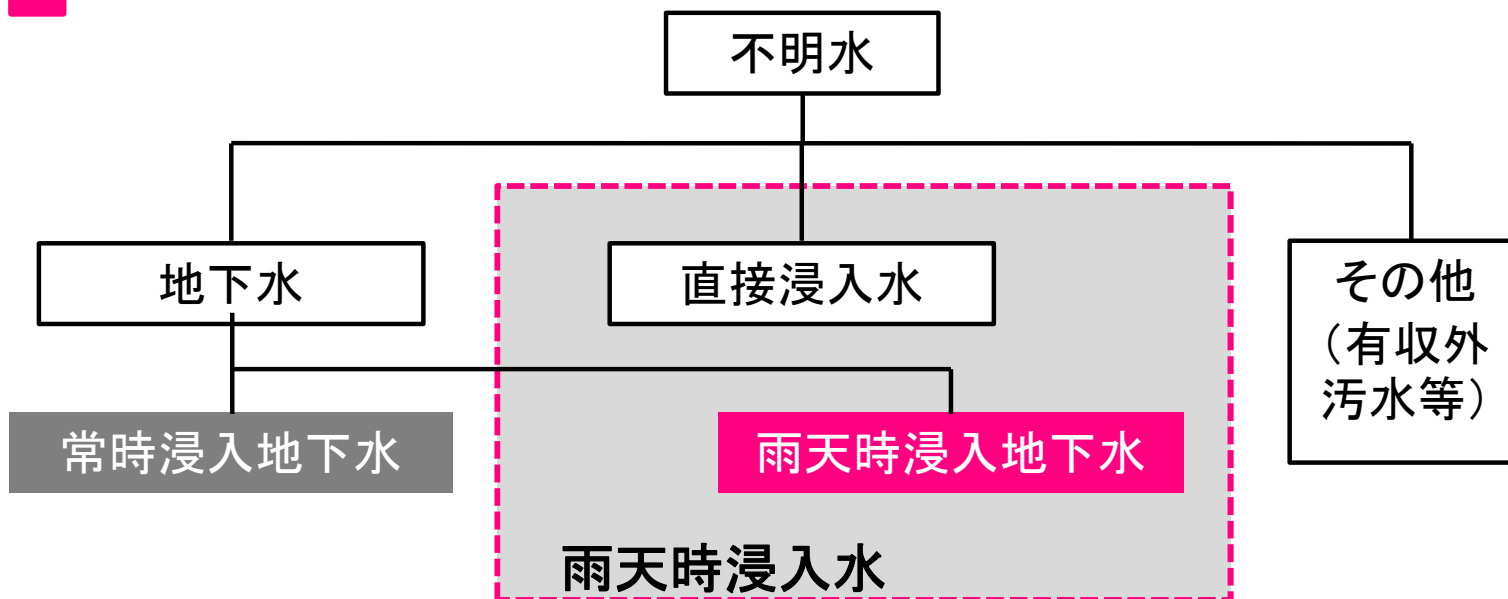 不明水
地下水
直接浸入水
その他
（有収外
汚水等）
常時浸入地下水
雨天時浸入地下水
雨天時浸入水